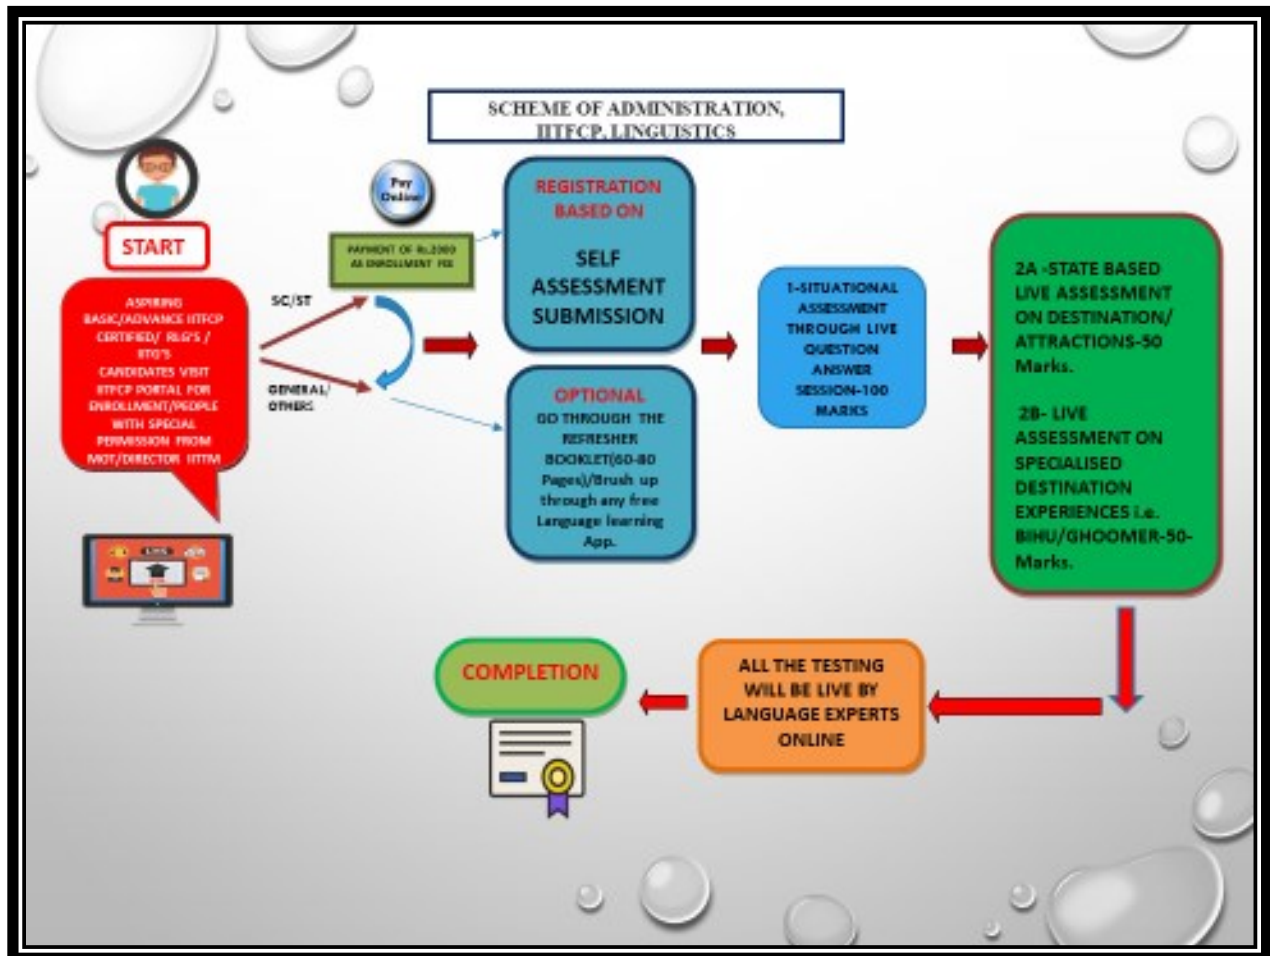 SCHEME OF ADMINISTRATION,
IITFCP, LINGUISTICS
START
ASPIRING
BASIC/ADVANCE IITFCP
CERTIFIED/ RLG'S /
IITG'S
CANDIDATES VISIT
IITFCP PORTAL FOR
ENROLLMENT/PEOPLE
WITH SPECIAL
PERMISSION FROM
MOT/DIRECTOR IITTM
SC/ST
GENERAL/
OTHERS
Pay
Online
PAYMENT OF Rs.2000
AS ENROLLMENT FEE
REGISTRATION
BASED ON
SELF
ASSESSMENT
SUBMISSION
OPTIONAL
GO THROUGH THE
REFRESHER
BOOKLET(60-80
Pages)/Brush up
through any free
Language learning
App.
1-SITUATIONAL
ASSESSMENT
THROUGH LIVE
QUESTION
ANSWER
SESSION-100
MARKS
2A -STATE BASED
LIVE ASSESSMENT
ON DESTINATION/
ATTRACTIONS-50
Marks.
2B- LIVE
ASSESSMENT ON
SPECIALISED
DESTINATION
EXPERIENCES i.e.
BIHU/GHOOMER-50-
Marks.
ALL THE TESTING
WILL BE LIVE BY
LANGUAGE EXPERTS
ONLINE
COMPLETION